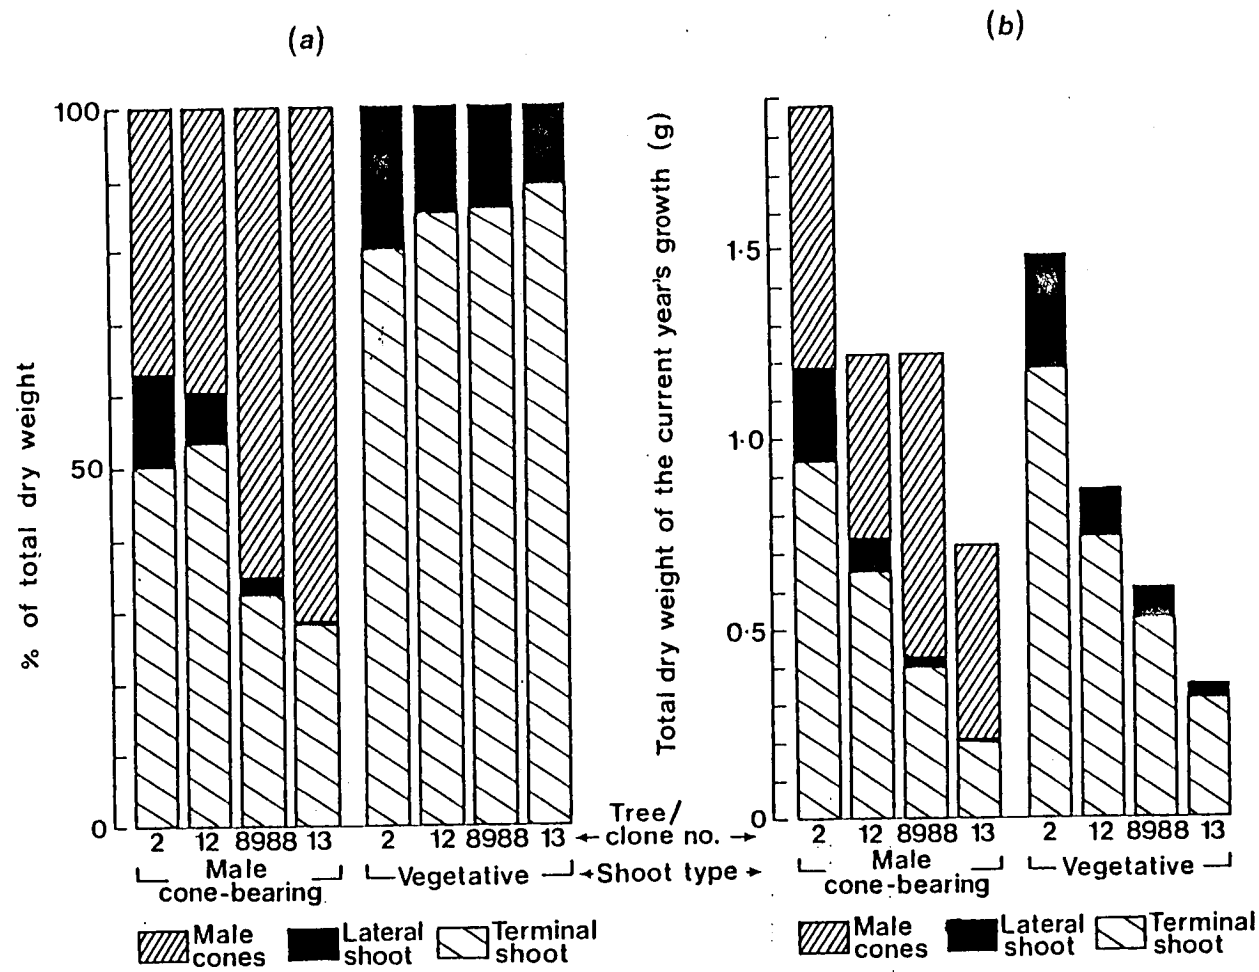 (a)
(b)
% of total dry weight
100
50
0
2 12 8988 13
2 12 8988 13
Male
cone-bearing
Vegetative
Tree/
clone no.
Shoot type
Male
cones
Lateral
shoot
Terminal
shoot
Total dry weight of the current year's growth (g)
1·5
1·0
0·5
0
2 12 8988 13
2 12 8988 13
Male
cone-bearing
Vegetative
Male
cones
Lateral
shoot
Terminal
shoot